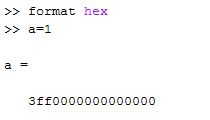 >> format hex
>> a=1
a =
3ff0000000000000